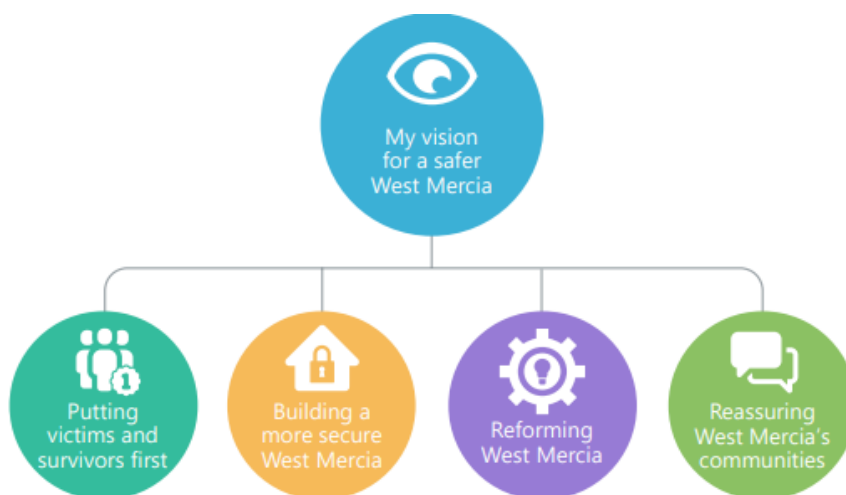 My vision
for a safer
West Mercia
1
Putting
victims and
survivors first
Building a
more secure
West Mercia
Reforming
West Mercia
Reassuring
West Mercia's
communities